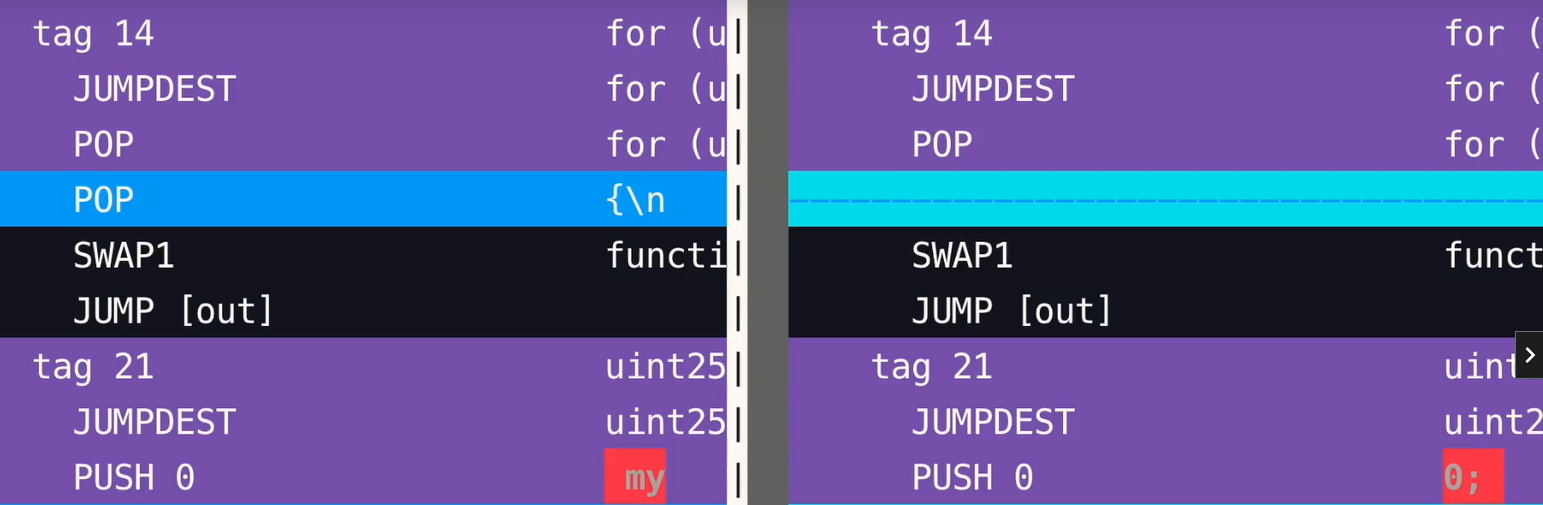 tag 14 for (u| tag 14 for (
JUMPDEST for (u| JUMPDEST for (
POP for (u| POP for (
POP {\n | --------------------------------------
SWAP1 functi| SWAP1 funct
JUMP [out] | JUMP [out]
tag 21 uint25| tag 21 uint
JUMPDEST uint25| JUMPDEST uint2
PUSH 0 my| PUSH 0 0;